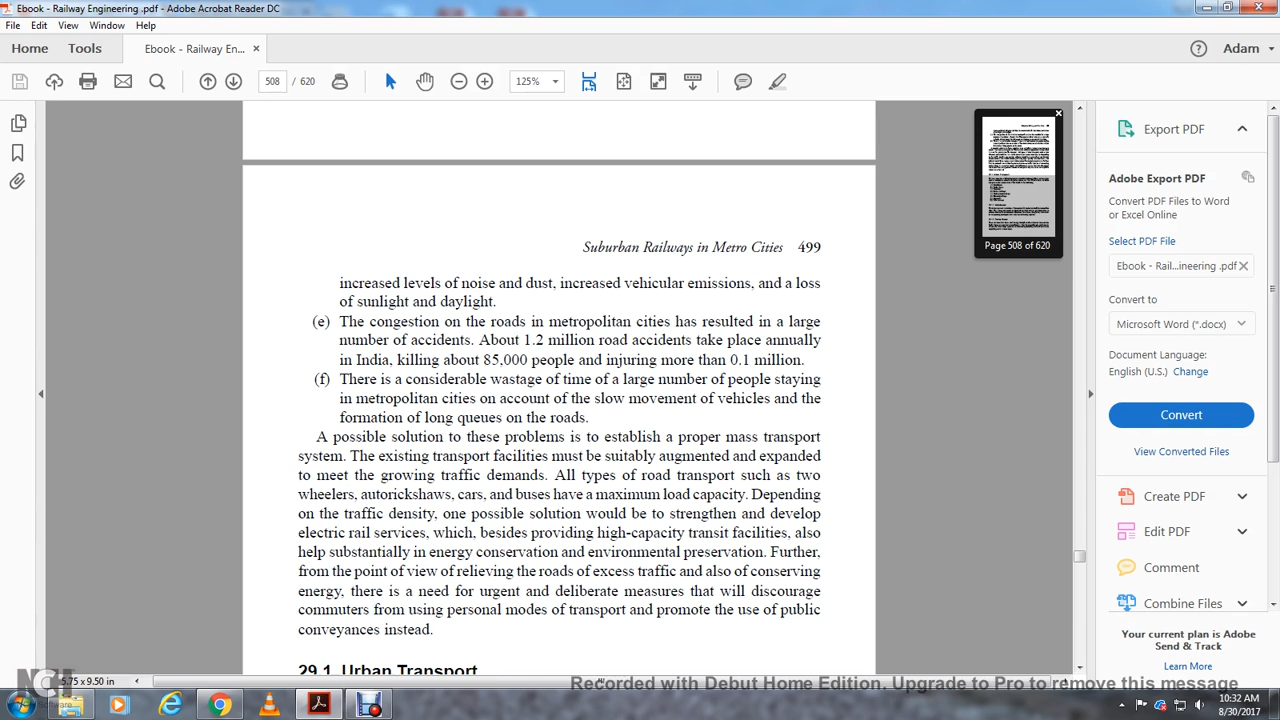 Ebook - Railway Engineering .pdf - Adobe Acrobat Reader DC
File Edit View Window Help
Home Tools Ebook - Railway En... × Adam
508 / 620 125%
Suburban Railways in Metro Cities 499
increased levels of noise and dust, increased vehicular emissions, and a loss
of sunlight and daylight.
(e) The congestion on the roads in metropolitan cities has resulted in a large
number of accidents. About 1.2 million road accidents take place annually
in India, killing about 85,000 people and injuring more than 0.1 million.
(f) There is a considerable wastage of time of a large number of people staying
in metropolitan cities on account of the slow movement of vehicles and the
formation of long queues on the roads.
A possible solution to these problems is to establish a proper mass transport
system. The existing transport facilities must be suitably augmented and expanded
to meet the growing traffic demands. All types of road transport such as two
wheelers, autorickshaws, cars, and buses have a maximum load capacity. Depending
on the traffic density, one possible solution would be to strengthen and develop
electric rail services, which, besides providing high-capacity transit facilities, also
help substantially in energy conservation and environmental preservation. Further,
from the point of view of relieving the roads of excess traffic and also of conserving
energy, there is a need for urgent and deliberate measures that will discourage
commuters from using personal modes of transport and promote the use of public
conveyances instead.
29.1 Urban Transport
Page 508 of 620
Export PDF
Adobe Export PDF
Convert PDF Files to Word
or Excel Online
Select PDF File
Ebook - Rail...ineering .pdf ×
Convert to
Microsoft Word (*.docx)
Document Language:
English (U.S.) Change
Convert
View Converted Files
Create PDF
Edit PDF
Comment
Combine Files
Your current plan is Adobe
Send & Track
Learn More
5.75 x 9.50 in
NCH
Software
Recorded with Debut Home Edition. Upgrade to Pro to remove this message
10:32 AM
8/30/2017